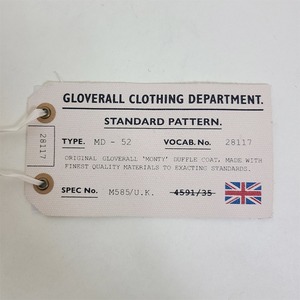 GLOVERALL CLOTHING DEPARTMENT.
STANDARD PATTERN.
TYPE. MD - 52 VOCAB. No. 28117
ORIGINAL GLOVERALL 'MONTY' DUFFLE COAT. MADE WITH
FINEST QUALITY MATERIALS TO EXACTING STANDARDS.
SPEC No. M585/U.K. 4591/35
28117